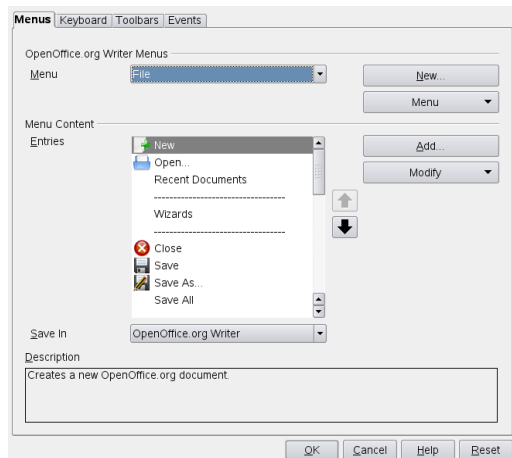 Menus Keyboard Toolbars Events
OpenOffice.org Writer Menus
Menu File New...
Menu
Menu Content
Entries New Add...
Open... Modify
Recent Documents
----------------------------------
Wizards
----------------------------------
Close
Save
Save As...
Save All
Save In OpenOffice.org Writer
Description
Creates a new OpenOffice.org document.
OK Cancel Help Reset